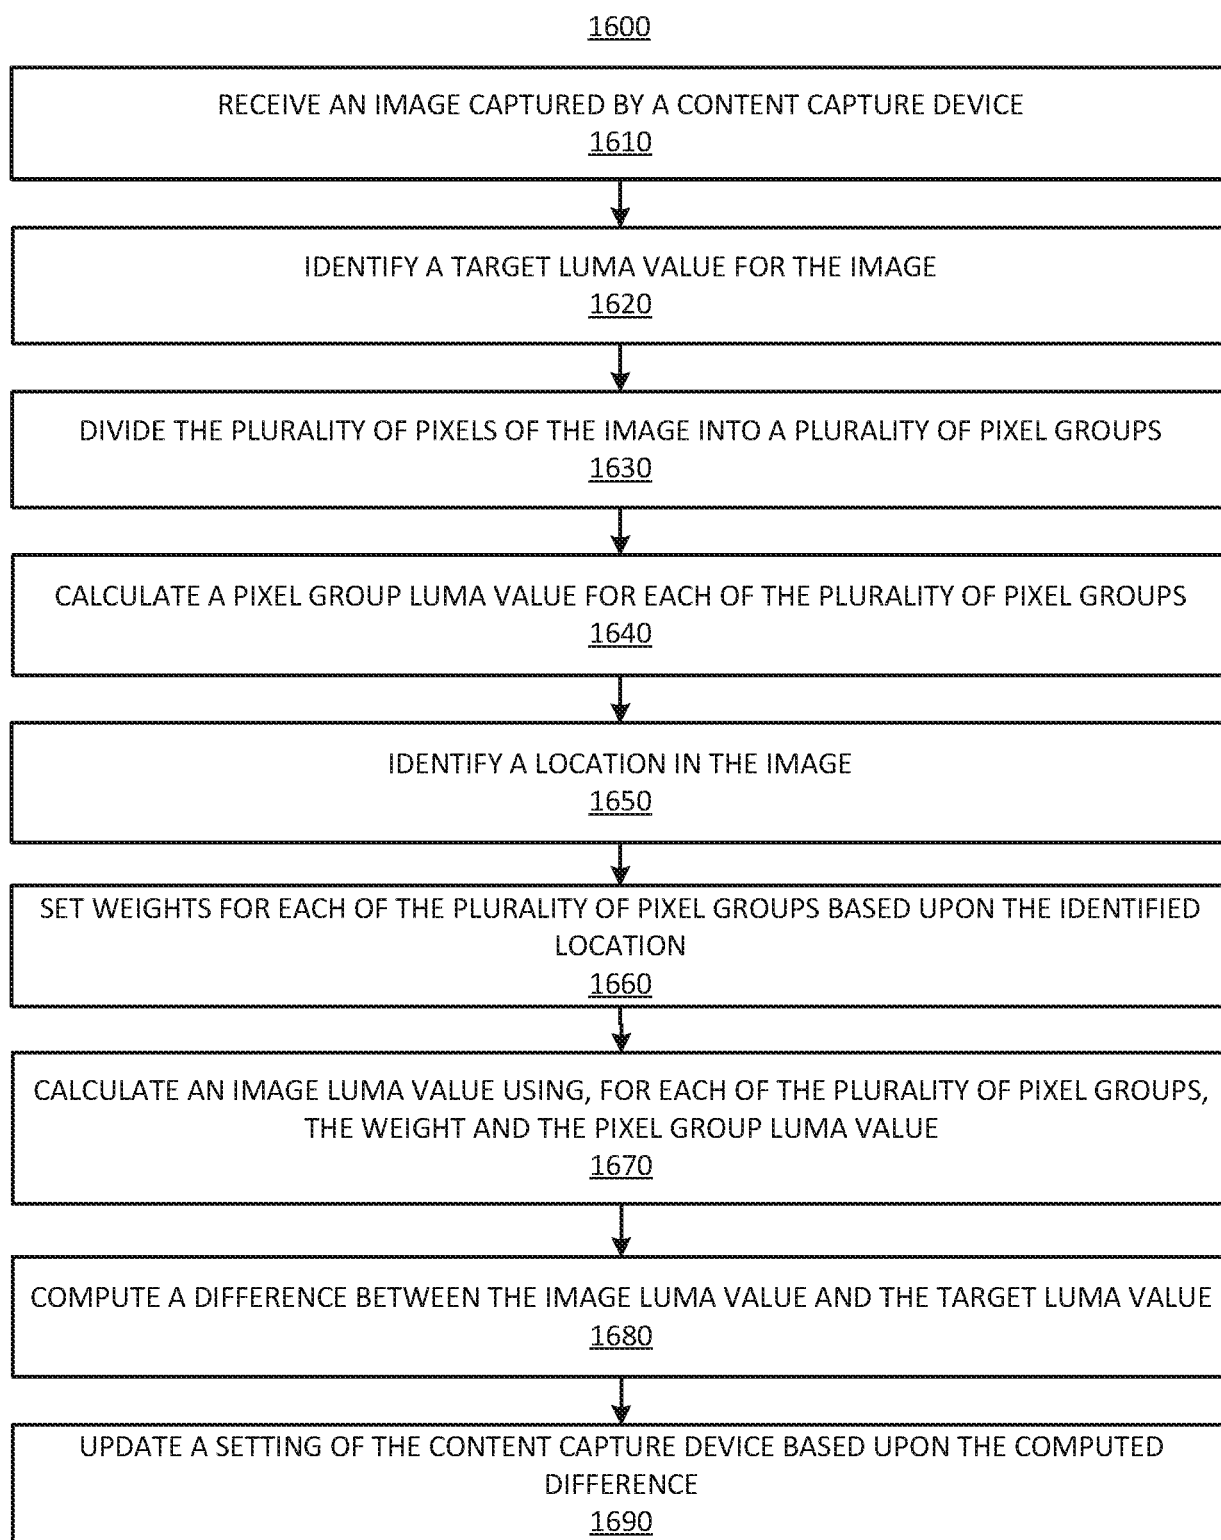 1600
RECEIVE AN IMAGE CAPTURED BY A CONTENT CAPTURE DEVICE
1610
IDENTIFY A TARGET LUMA VALUE FOR THE IMAGE
1620
DIVIDE THE PLURALITY OF PIXELS OF THE IMAGE INTO A PLURALITY OF PIXEL GROUPS
1630
CALCULATE A PIXEL GROUP LUMA VALUE FOR EACH OF THE PLURALITY OF PIXEL GROUPS
1640
IDENTIFY A LOCATION IN THE IMAGE
1650
SET WEIGHTS FOR EACH OF THE PLURALITY OF PIXEL GROUPS BASED UPON THE IDENTIFIED
LOCATION
1660
CALCULATE AN IMAGE LUMA VALUE USING, FOR EACH OF THE PLURALITY OF PIXEL GROUPS,
THE WEIGHT AND THE PIXEL GROUP LUMA VALUE
1670
COMPUTE A DIFFERENCE BETWEEN THE IMAGE LUMA VALUE AND THE TARGET LUMA VALUE
1680
UPDATE A SETTING OF THE CONTENT CAPTURE DEVICE BASED UPON THE COMPUTED
DIFFERENCE
1690